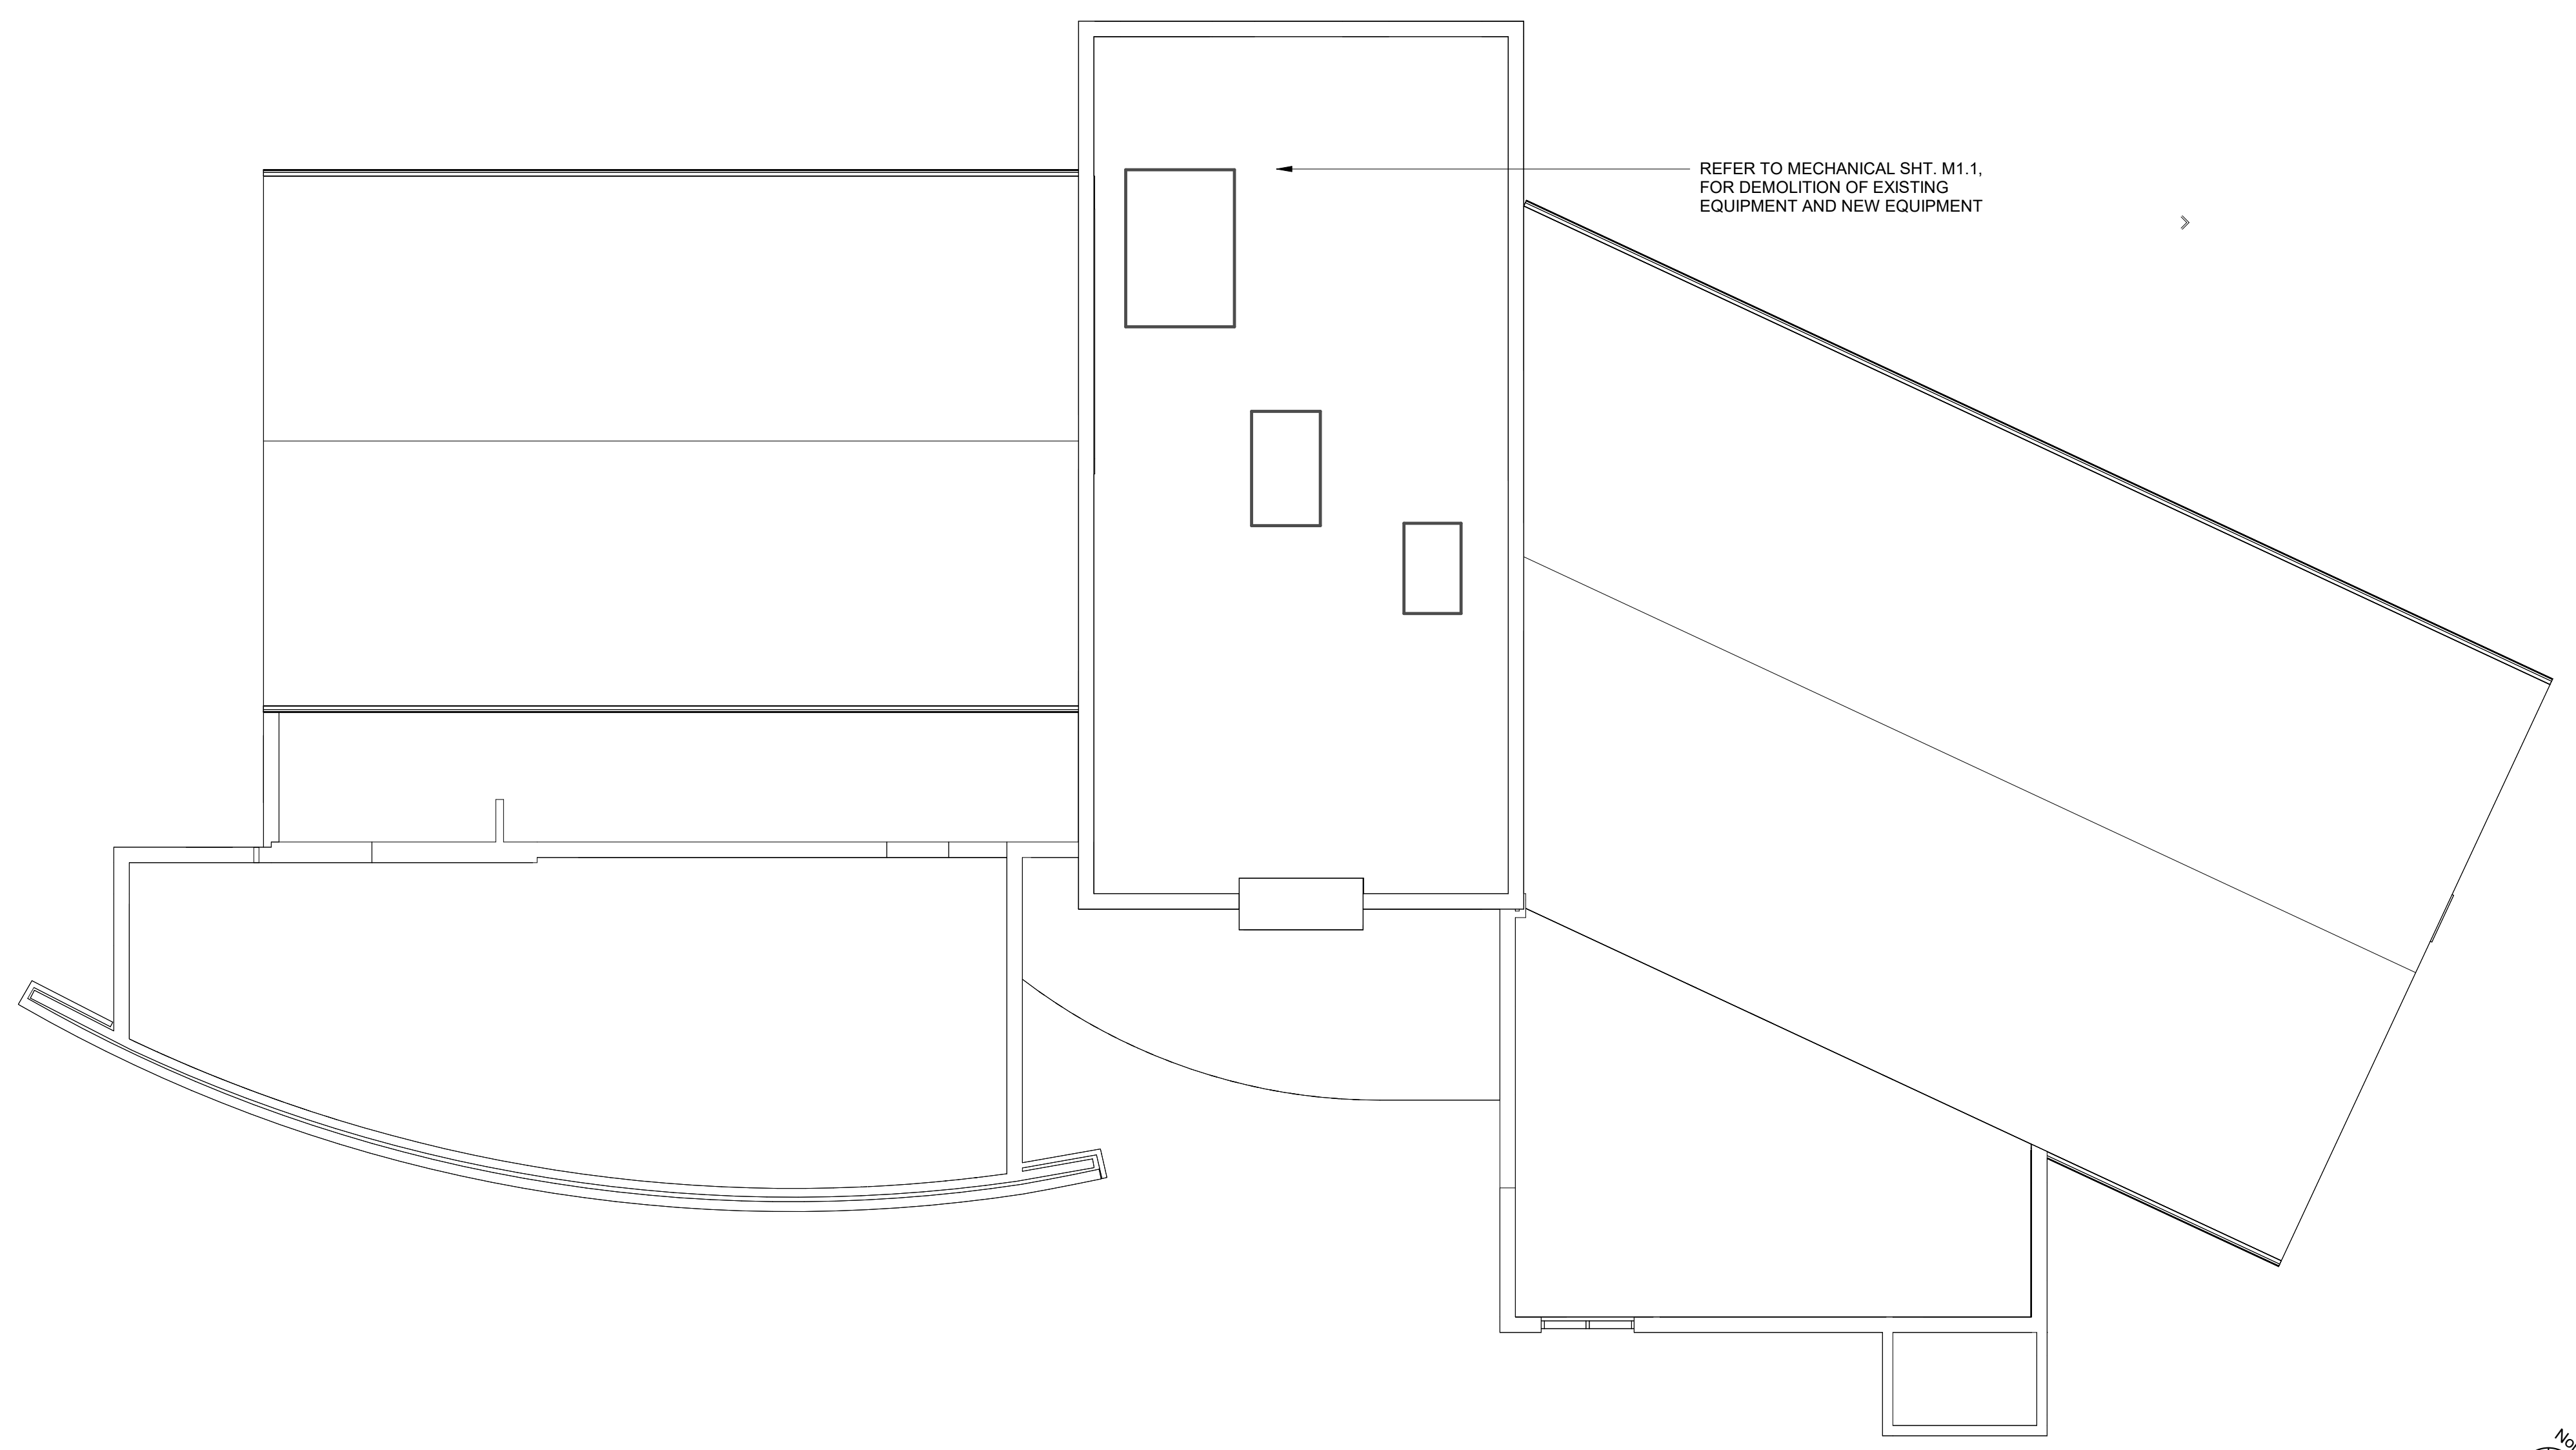 REFER TO MECHANICAL SHT. M1.1,
FOR DEMOLITION OF EXISTING
EQUIPMENT AND NEW EQUIPMENT